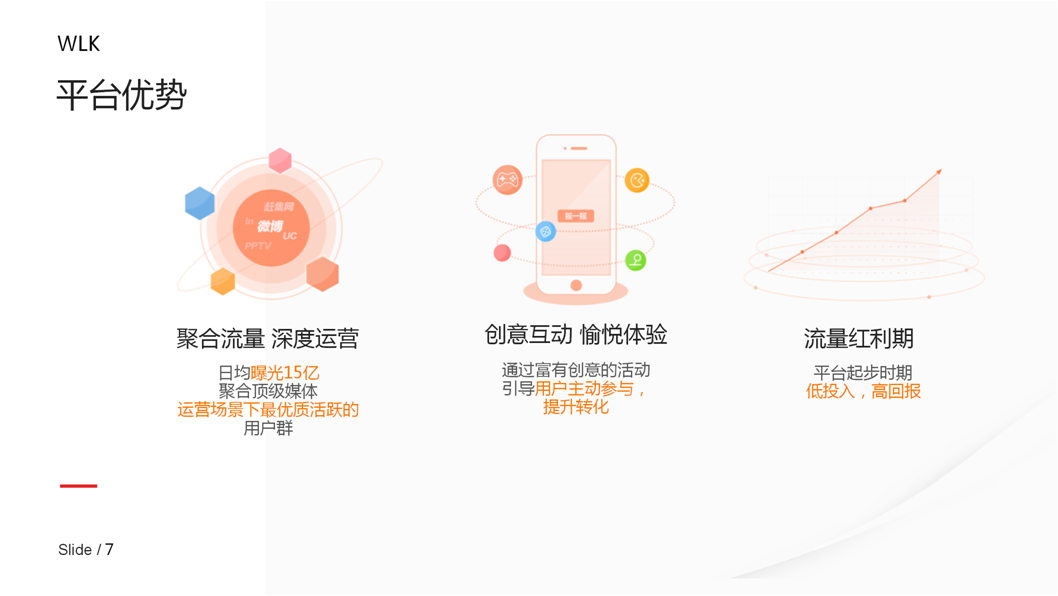 WLK
平台优势
赶集网
in
微博
UC
PPTV
摇一摇
聚合流量 深度运营
日均曝光15亿
聚合顶级媒体
运营场景下最优质活跃的
用户群
创意互动 愉悦体验
通过富有创意的活动
引导用户主动参与，
提升转化
流量红利期
平台起步时期
低投入，高回报
Slide / 7